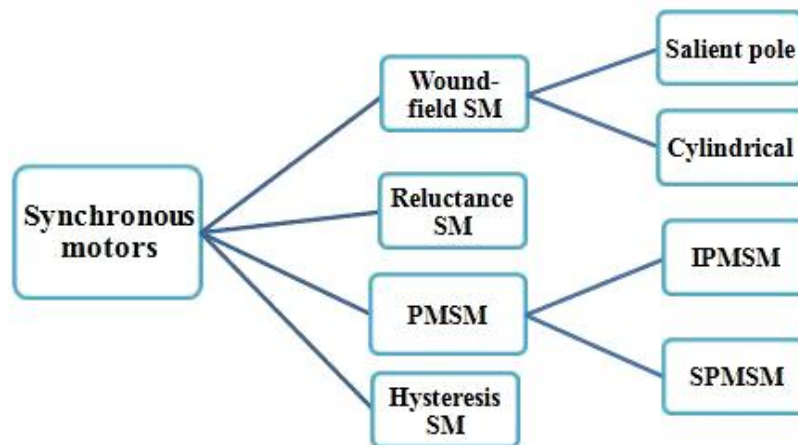 Synchronous
motors
Wound-
field SM
Reluctance
SM
PMSM
Hysteresis
SM
Salient pole
Cylindrical
IPMSM
SPMSM